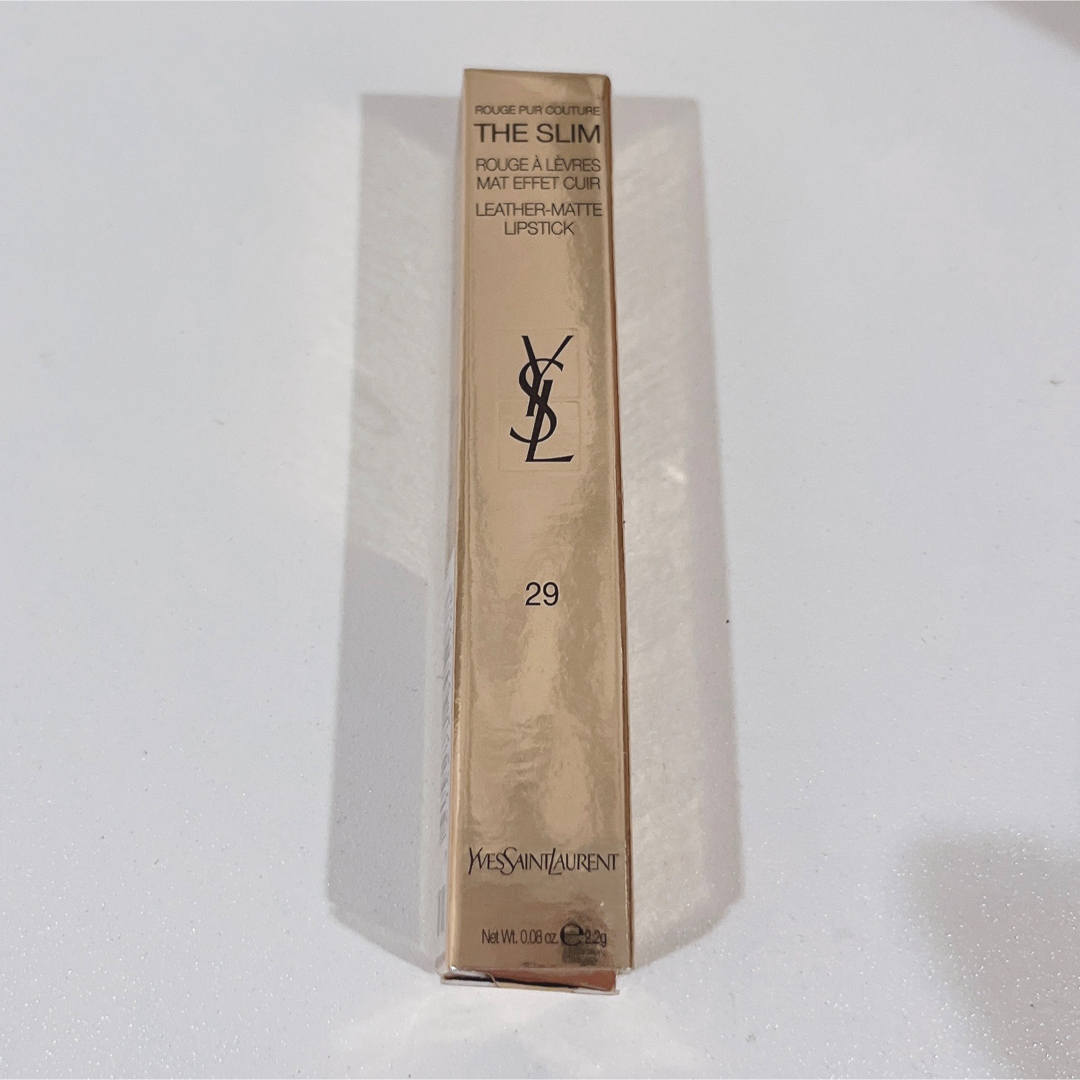 ROUGE PUR COUTURE
THE SLIM
ROUGE À LÈVRES
MAT EFFET CUIR
LEATHER-MATTE
LIPSTICK
YSL
29
YVESSAINTLAURENT
Net Wt. 0.08 oz. ℮ 2.2g